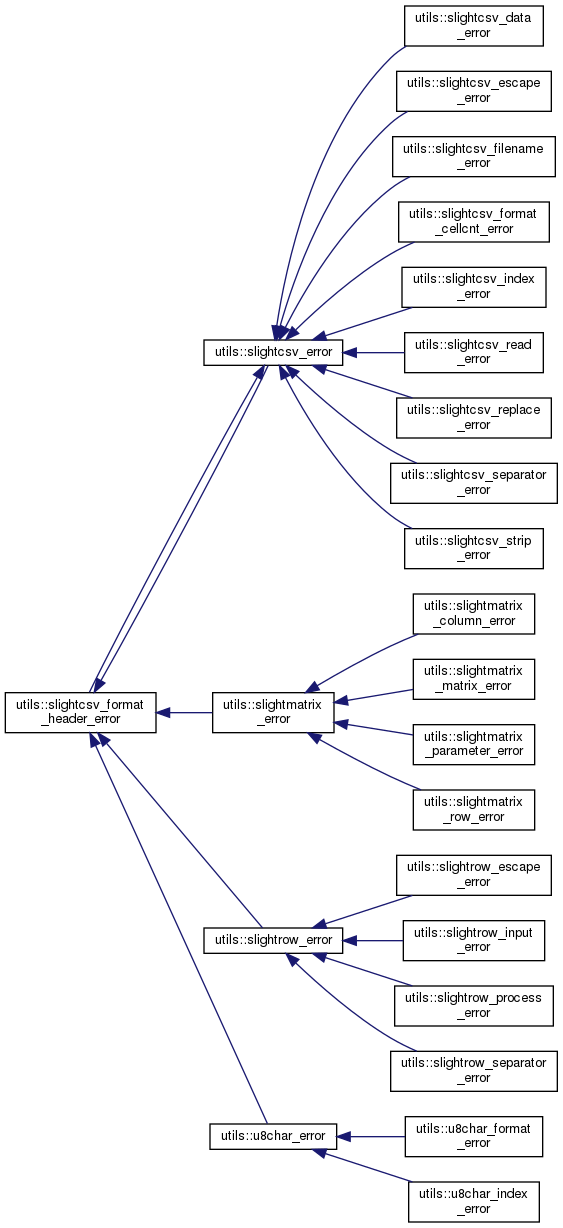 utils::slightcsv_data
_error
utils::slightcsv_escape
_error
utils::slightcsv_filename
_error
utils::slightcsv_format
_cellcnt_error
utils::slightcsv_index
_error
utils::slightcsv_error
utils::slightcsv_read
_error
utils::slightcsv_replace
_error
utils::slightcsv_separator
_error
utils::slightcsv_strip
_error
utils::slightmatrix
_column_error
utils::slightmatrix
_matrix_error
utils::slightcsv_format
_header_error
utils::slightmatrix
_error
utils::slightmatrix
_parameter_error
utils::slightmatrix
_row_error
utils::slightrow_escape
_error
utils::slightrow_error
utils::slightrow_input
_error
utils::slightrow_process
_error
utils::slightrow_separator
_error
utils::u8char_error
utils::u8char_format
_error
utils::u8char_index
_error